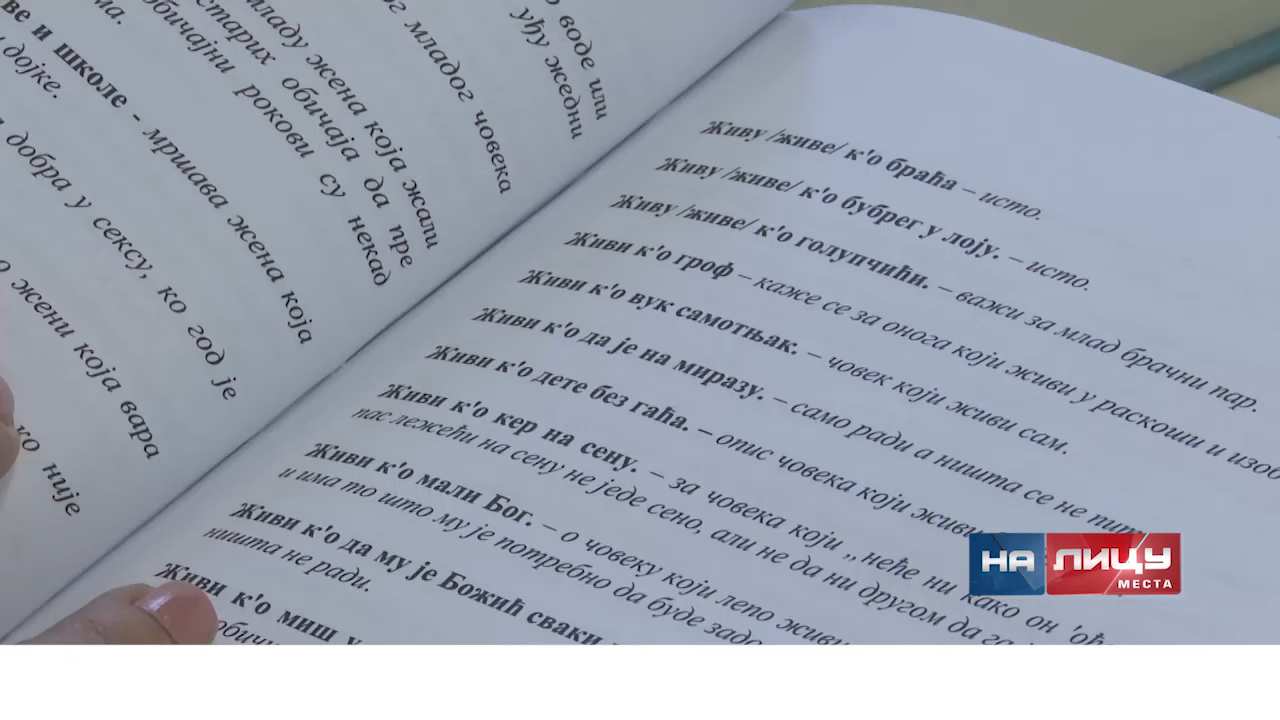 о воде или
уђу жедни
ог младог човека
младу жена која жали
старих обичаја да пре
обичајни рокови су некад
ма.
ве и школе - мршава жена која
дојке.
добра у сексу, ко год је
о жени која вара
ко није
Живу /живе/ к'о браћа – исто.
Живу /живе/ к'о бубрег у лоју. – исто.
Живу /живе/ к'о голупчићи. – важи за млад брачни пар.
Живи к'о гроф – каже се за онога који живи у раскоши и
Живи к'о вук самотњак. – човек који живи сам.
Живи к'о да је на миразу. – само ради а ништа се не
Живи к'о дете без гаћа. – опис човека који живи
Живи к'о кер на сену. – за човека који ,, неће ни како он
пас лежећи на сену не једе сено, али не да ни другом да
Живи к'о мали Бог. – о човеку који лепо живи
и има то што му је потребно да буде
Живи к'о да му је Божић сваки
ништа не ради.
Живи к'о миш у
НА ЛИЦУ
МЕСТА